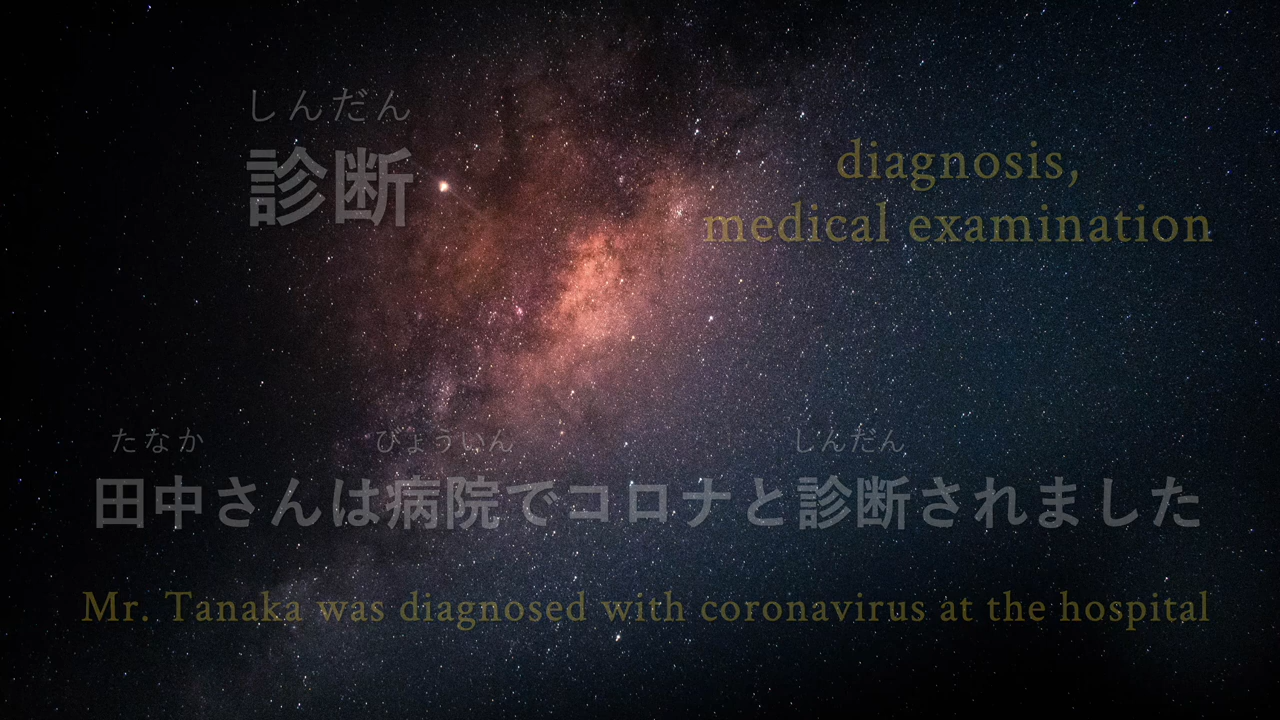 しんだん
診断
diagnosis,
medical examination
たなか びょういん しんだん
田中さんは病院でコロナと診断されました
Mr. Tanaka was diagnosed with coronavirus at the hospital